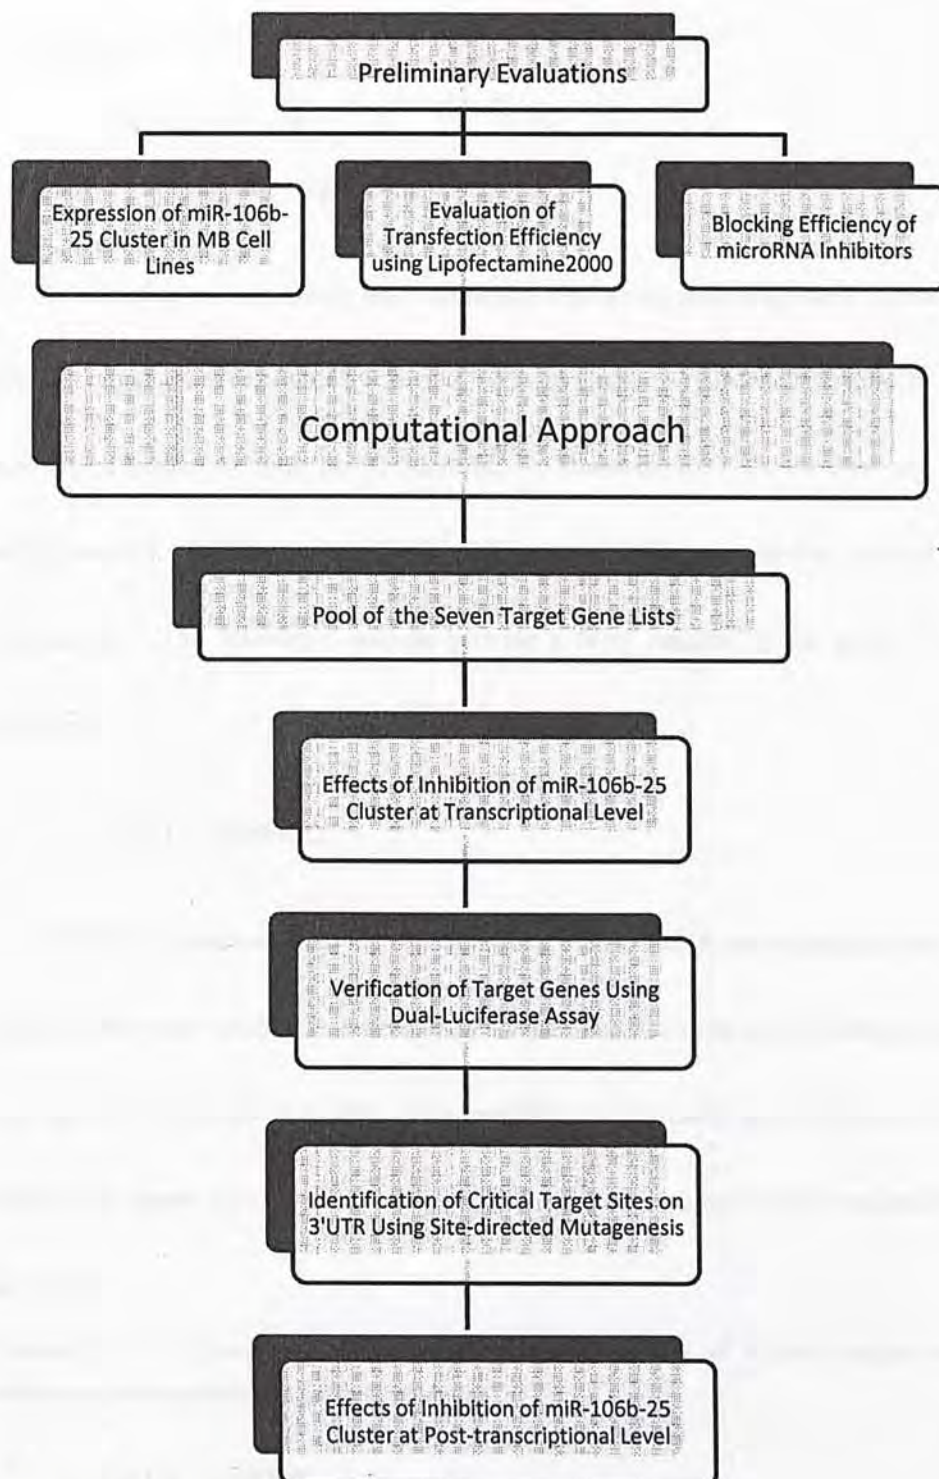 Preliminary Evaluations
Expression of miR-106b-
25 Cluster in MB Cell
Lines
Evaluation of
Transfection Efficiency
using Lipofectamine2000
Blocking Efficiency of
microRNA Inhibitors
Computational Approach
Pool of the Seven Target Gene Lists
Effects of Inhibition of miR-106b-25
Cluster at Transcriptional Level
Verification of Target Genes Using
Dual-Luciferase Assay
Identification of Critical Target Sites on
3'UTR Using Site-directed Mutagenesis
Effects of Inhibition of miR-106b-25
Cluster at Post-transcriptional Level